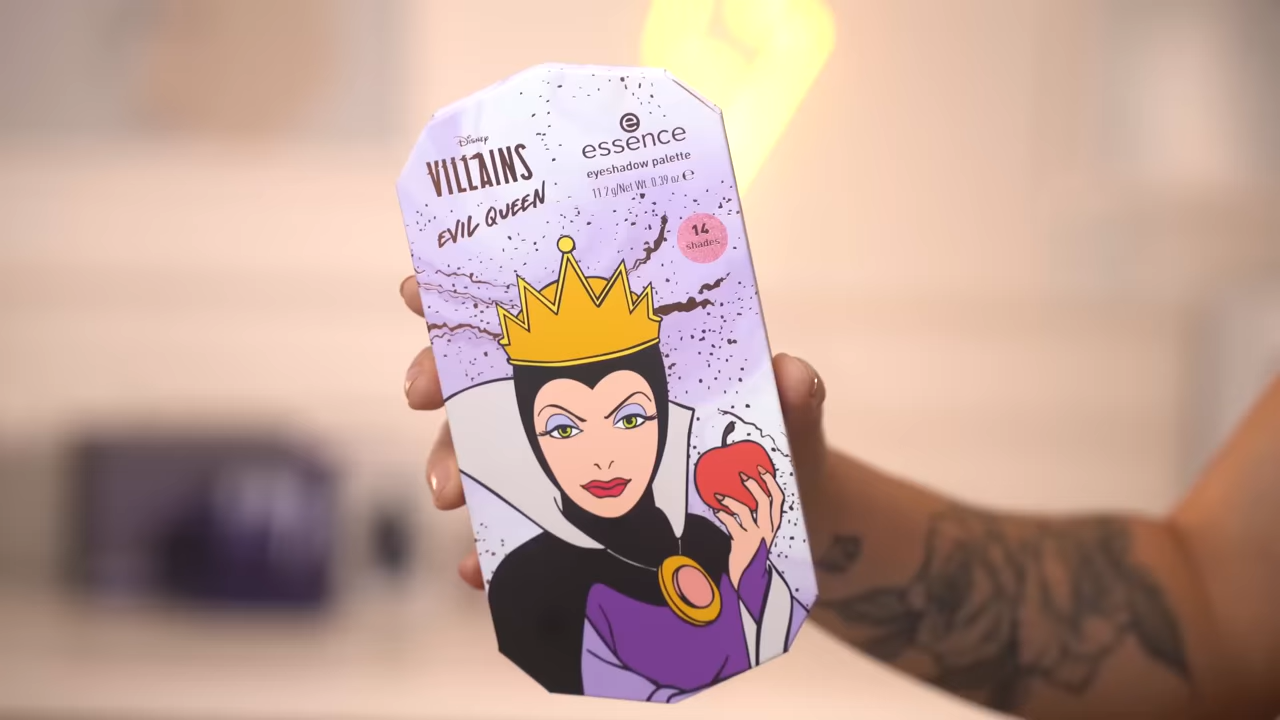 Disney
VILLAINS
EVIL QUEEN
e
essence
eyeshadow palette
11.2 g/Net Wt. 0.39 oz ℮
14
shades